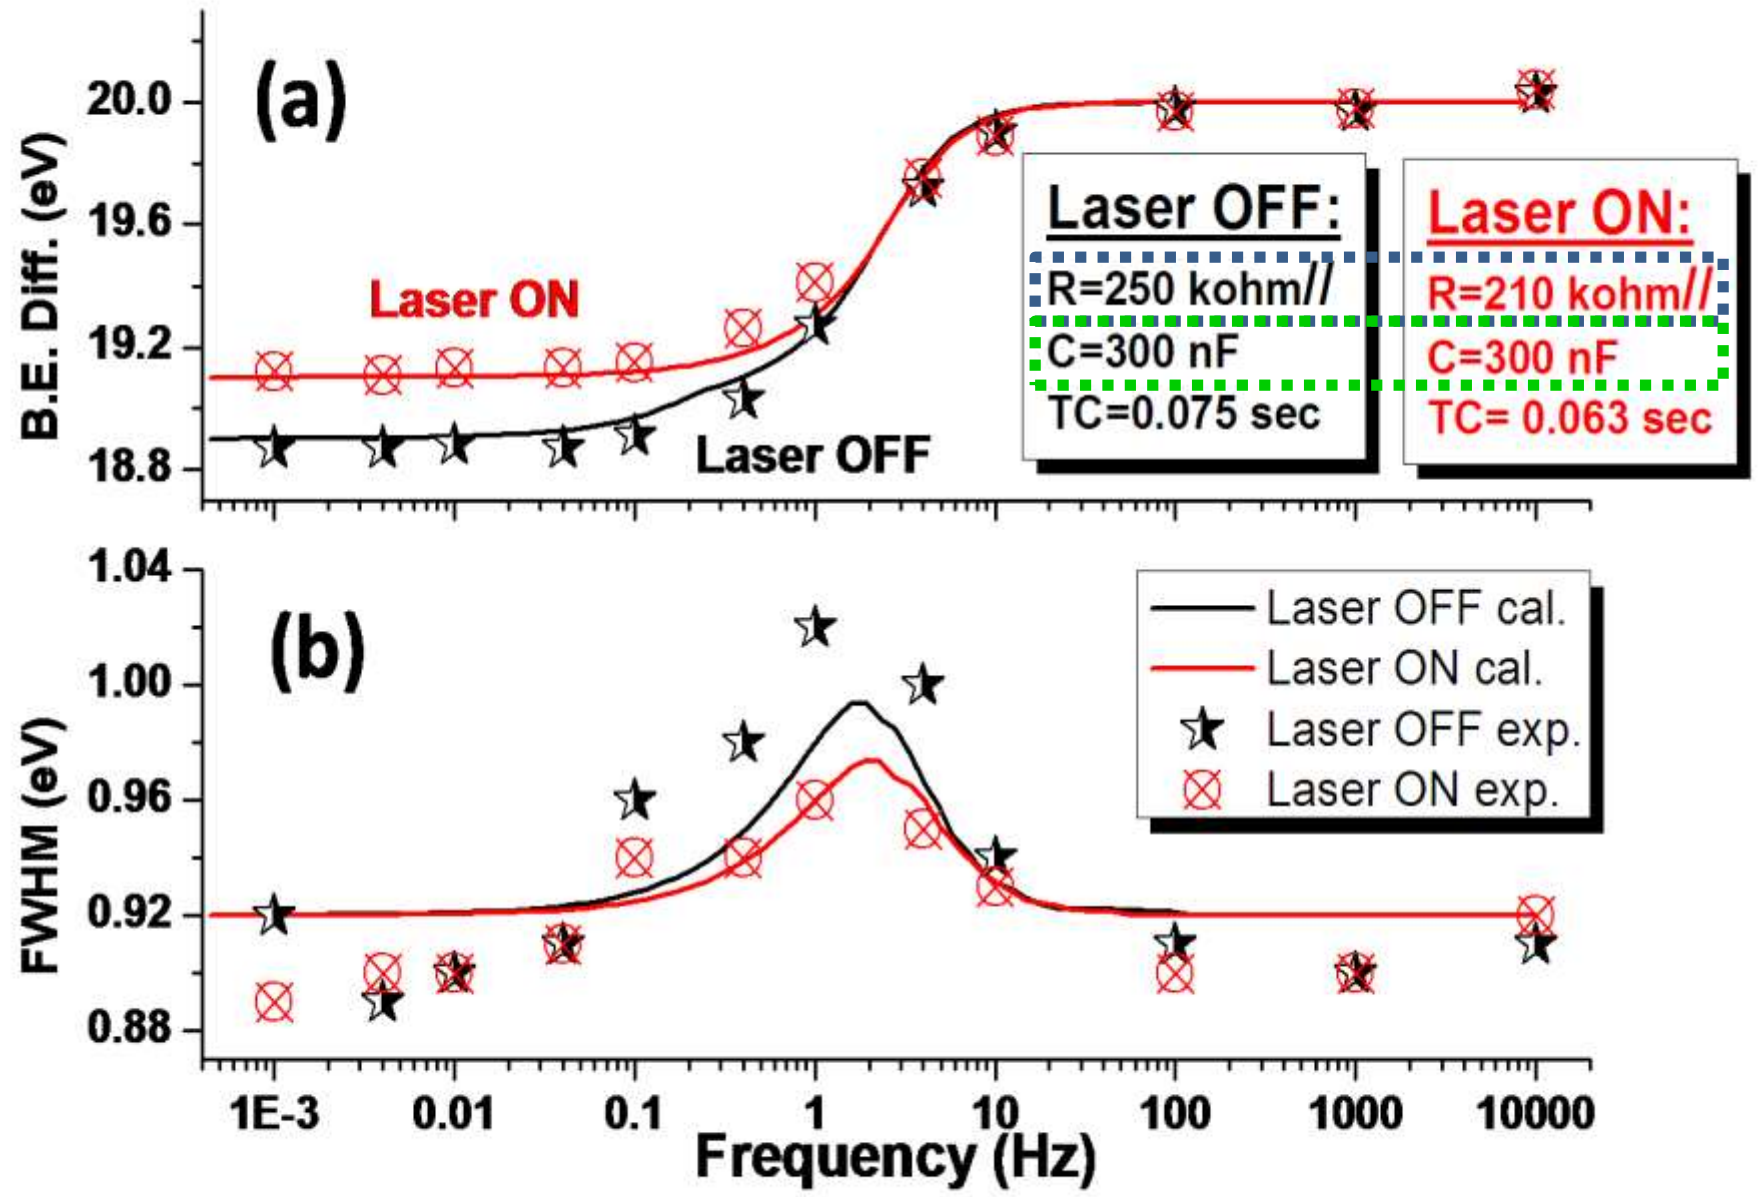 (a)
B.E. Diff. (eV)
20.0
19.6
19.2
18.8
Laser ON
Laser OFF
Laser OFF:
R=250 kohm//
C=300 nF
TC=0.075 sec
Laser ON:
R=210 kohm//
C=300 nF
TC= 0.063 sec
(b)
FWHM (eV)
1.04
1.00
0.96
0.92
0.88
Laser OFF cal.
Laser ON cal.
Laser OFF exp.
Laser ON exp.
1E-3 0.01 0.1 1 10 100 1000 10000
Frequency (Hz)